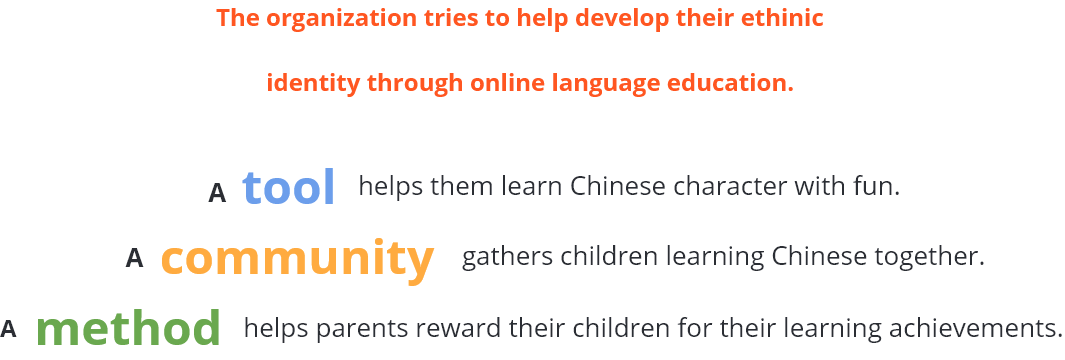 The organization tries to help develop their ethinic
identity through online language education.
A tool helps them learn Chinese character with fun.
A community gathers children learning Chinese together.
A method helps parents reward their children for their learning achievements.